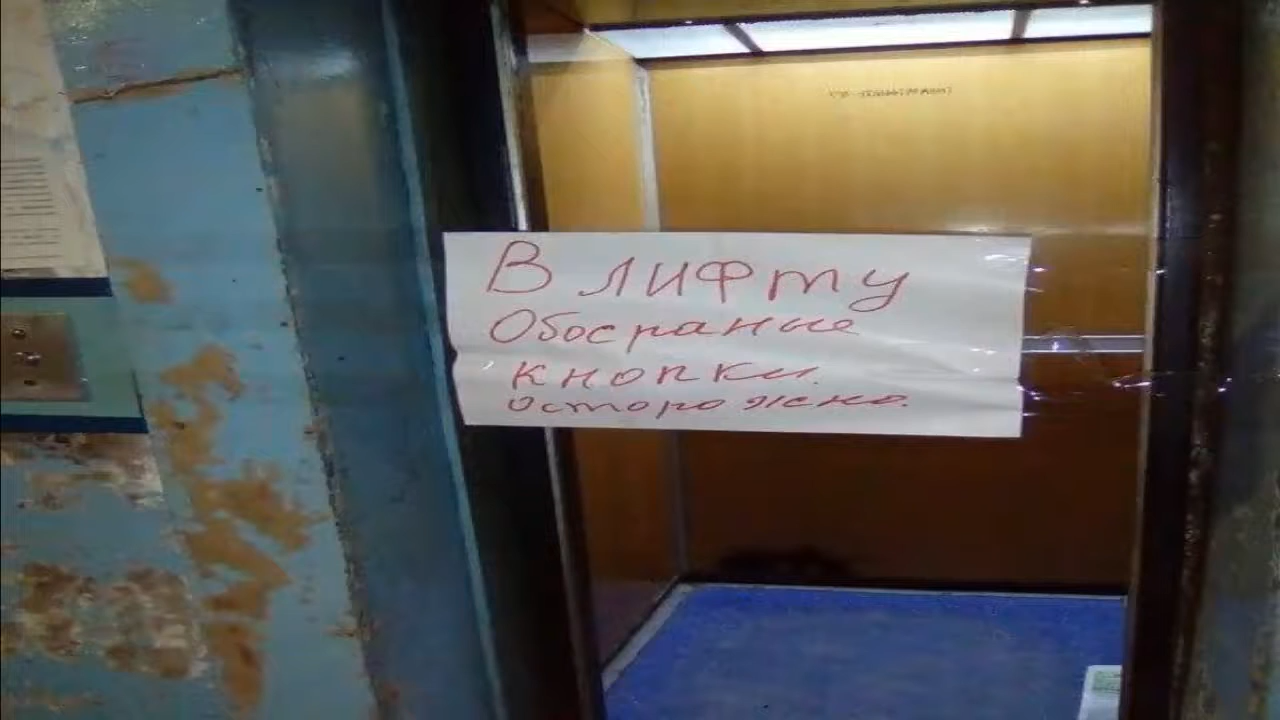 В лифту
Обосраные
кнопки.
осторожно.